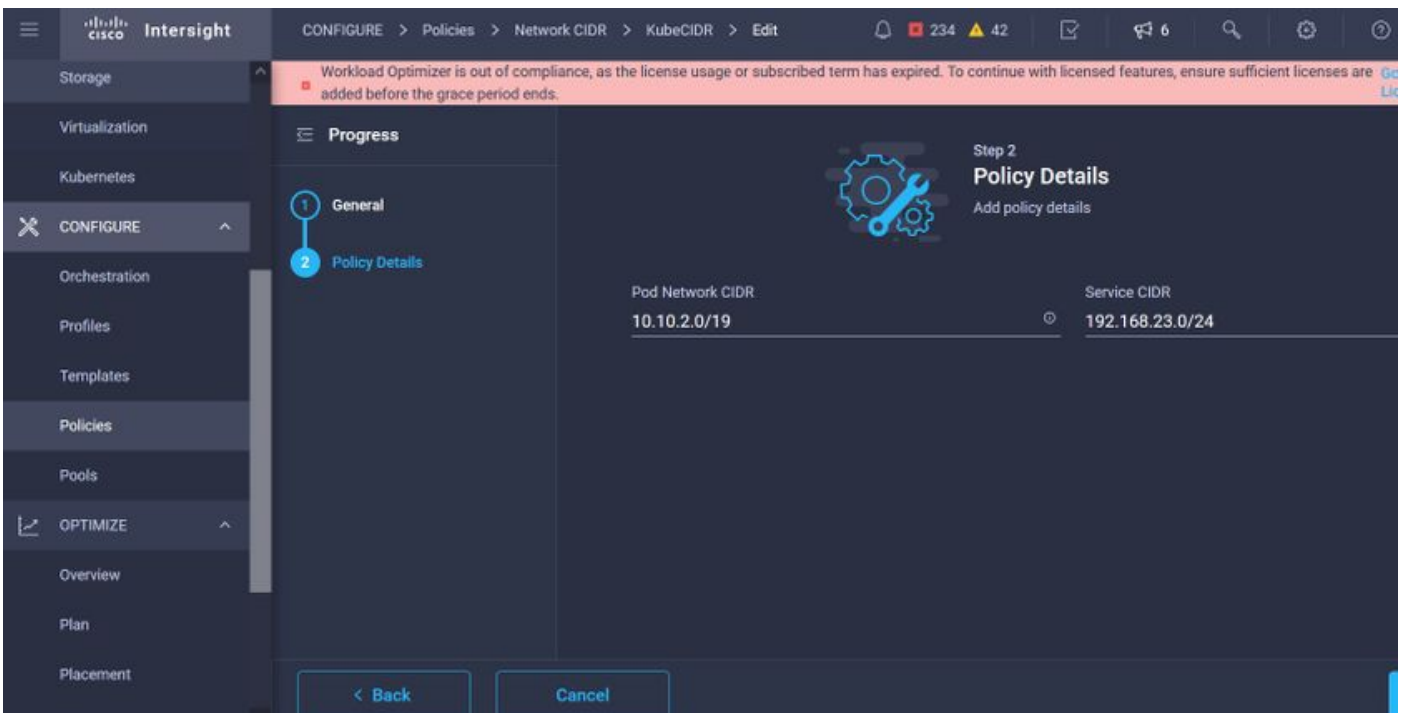 cisco Intersight
CONFIGURE > Policies > Network CIDR > KubeCIDR > Edit
234 42 6
Storage
Virtualization
Kubernetes
CONFIGURE
Orchestration
Profiles
Templates
Policies
Pools
OPTIMIZE
Overview
Plan
Placement
Workload Optimizer is out of compliance, as the license usage or subscribed term has expired. To continue with licensed features, ensure sufficient licenses are
added before the grace period ends.
Progress
1 General
2 Policy Details
Step 2
Policy Details
Add policy details
Pod Network CIDR
10.10.2.0/19
Service CIDR
192.168.23.0/24
< Back
Cancel